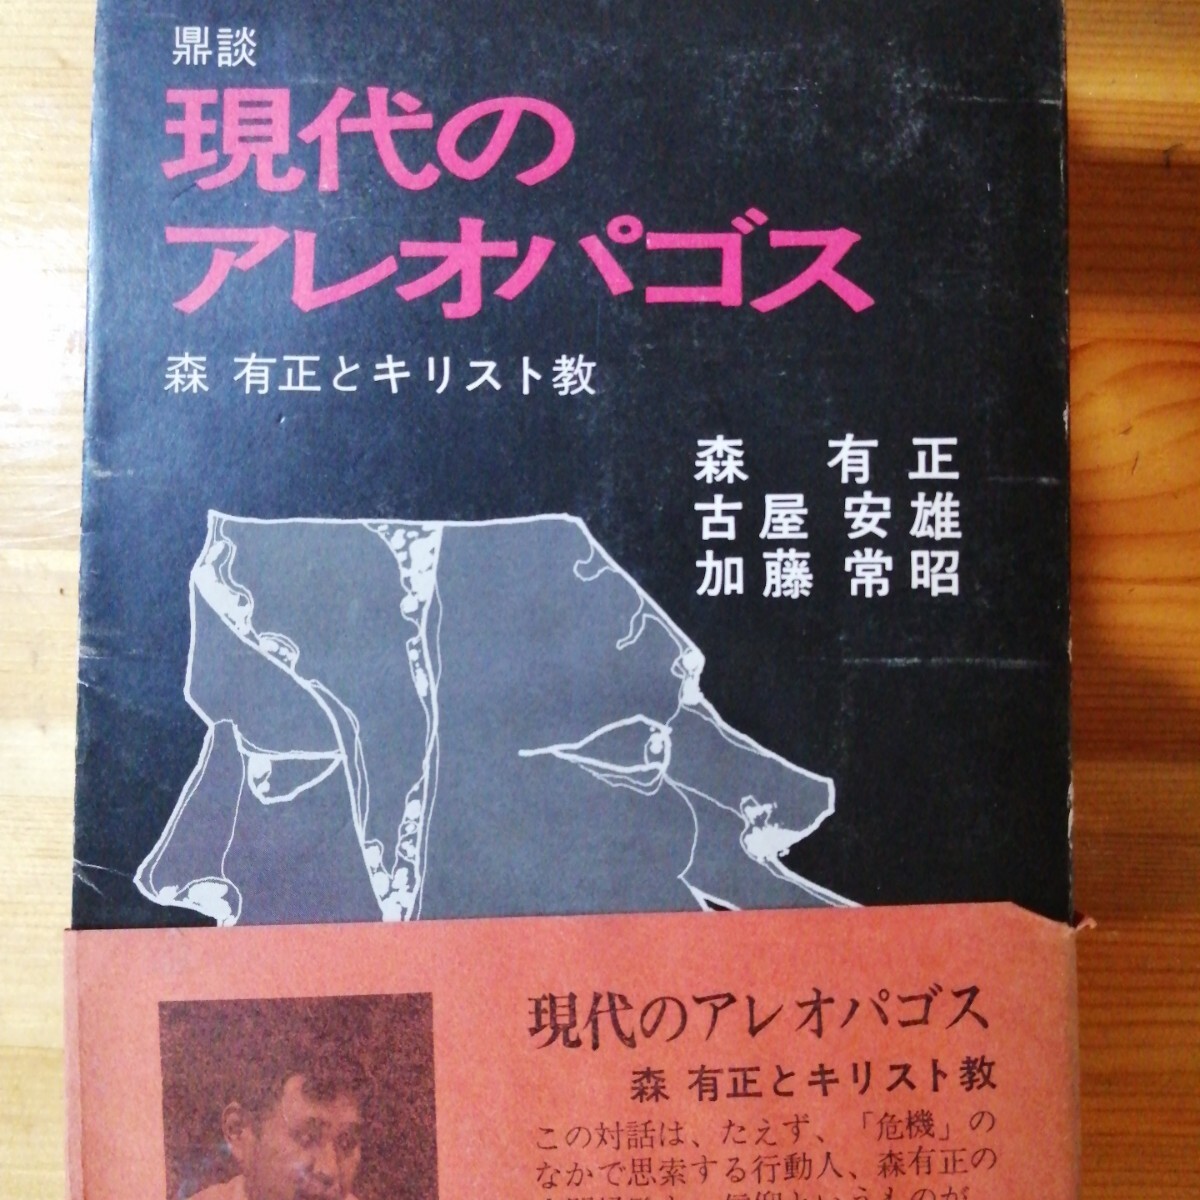 鼎談
現代の
アレオパゴス
森 有正とキリスト教
森 有正
古屋安雄
加藤常昭
現代のアレオパゴス
森 有正とキリスト教
この対話は、たえず、「危機」の
なかで思索する行動人、森有正の